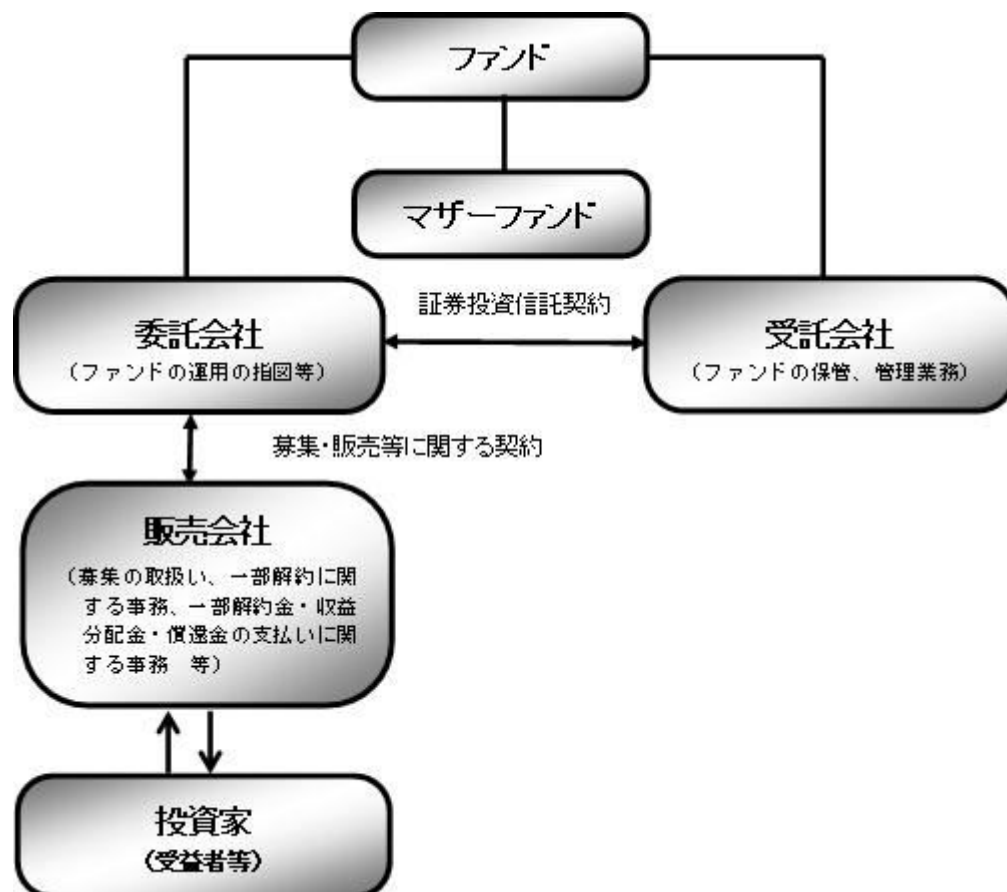 ファンド
マザーファンド
証券投資信託契約
委託会社
（ファンドの運用の指図等）
受託会社
（ファンドの保管、管理業務）
募集・販売等に関する契約
販売会社
（募集の取扱い、一部解約に関
する事務、一部解約金・収益
分配金・償還金の支払いに関
する事務　等）
投資家
（受益者等）